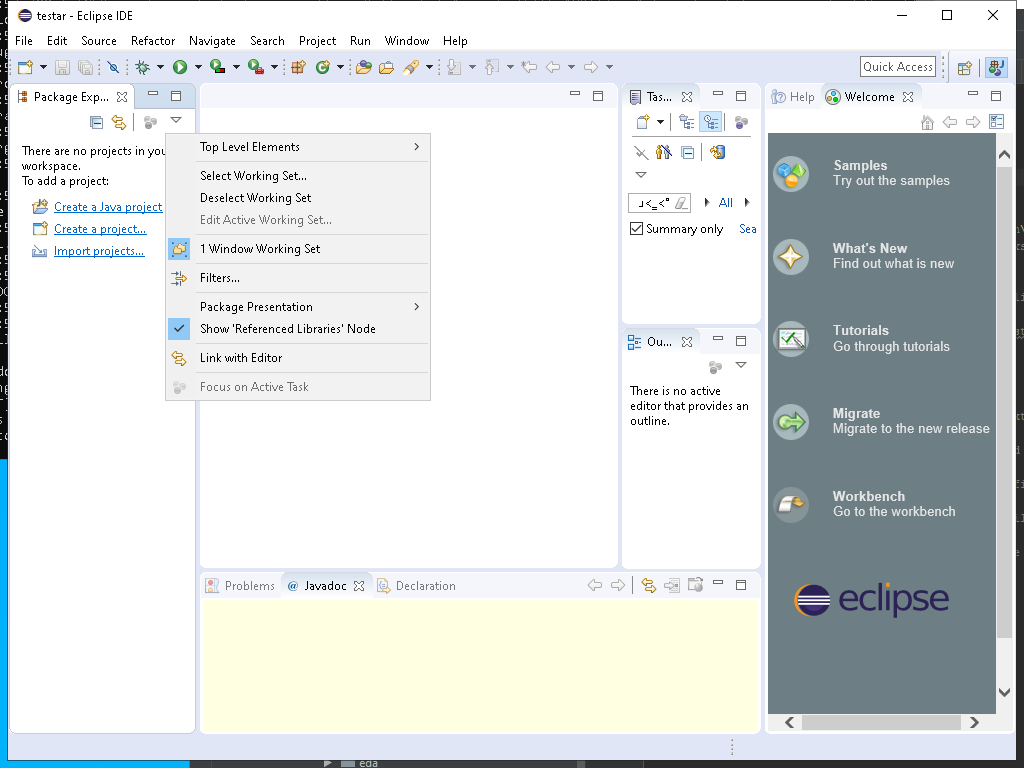 testar - Eclipse IDE
File Edit Source Refactor Navigate Search Project Run Window Help
Quick Access
Package Exp...
There are no projects in you
workspace.
To add a project:
Create a Java project
Create a project...
Import projects...
Top Level Elements
Select Working Set...
Deselect Working Set
Edit Active Working Set...
1 Window Working Set
Filters...
Package Presentation
Show 'Referenced Libraries' Node
Link with Editor
Focus on Active Task
Tas...
All
Summary only Sea
Ou...
There is no active
editor that provides an
outline.
Help Welcome
Samples
Try out the samples
What's New
Find out what is new
Tutorials
Go through tutorials
Migrate
Migrate to the new release
Workbench
Go to the workbench
eclipse
Problems @ Javadoc Declaration
eda